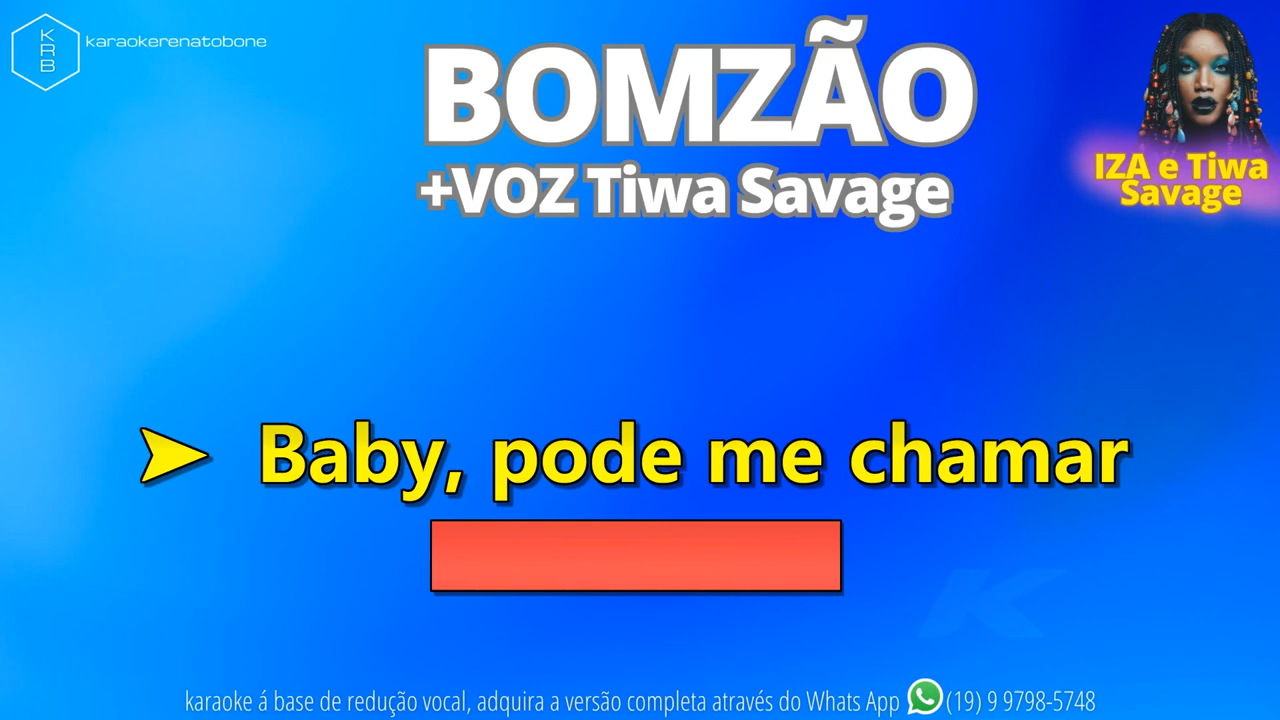 KRB
karaokerenatobone
BOMZÃO
+VOZ Tiwa Savage
IZA e Tiwa
Savage
➤ Baby, pode me chamar
K
karaoke á base de redução vocal, adquira a versão completa através do Whats App (19) 9 9798-5748